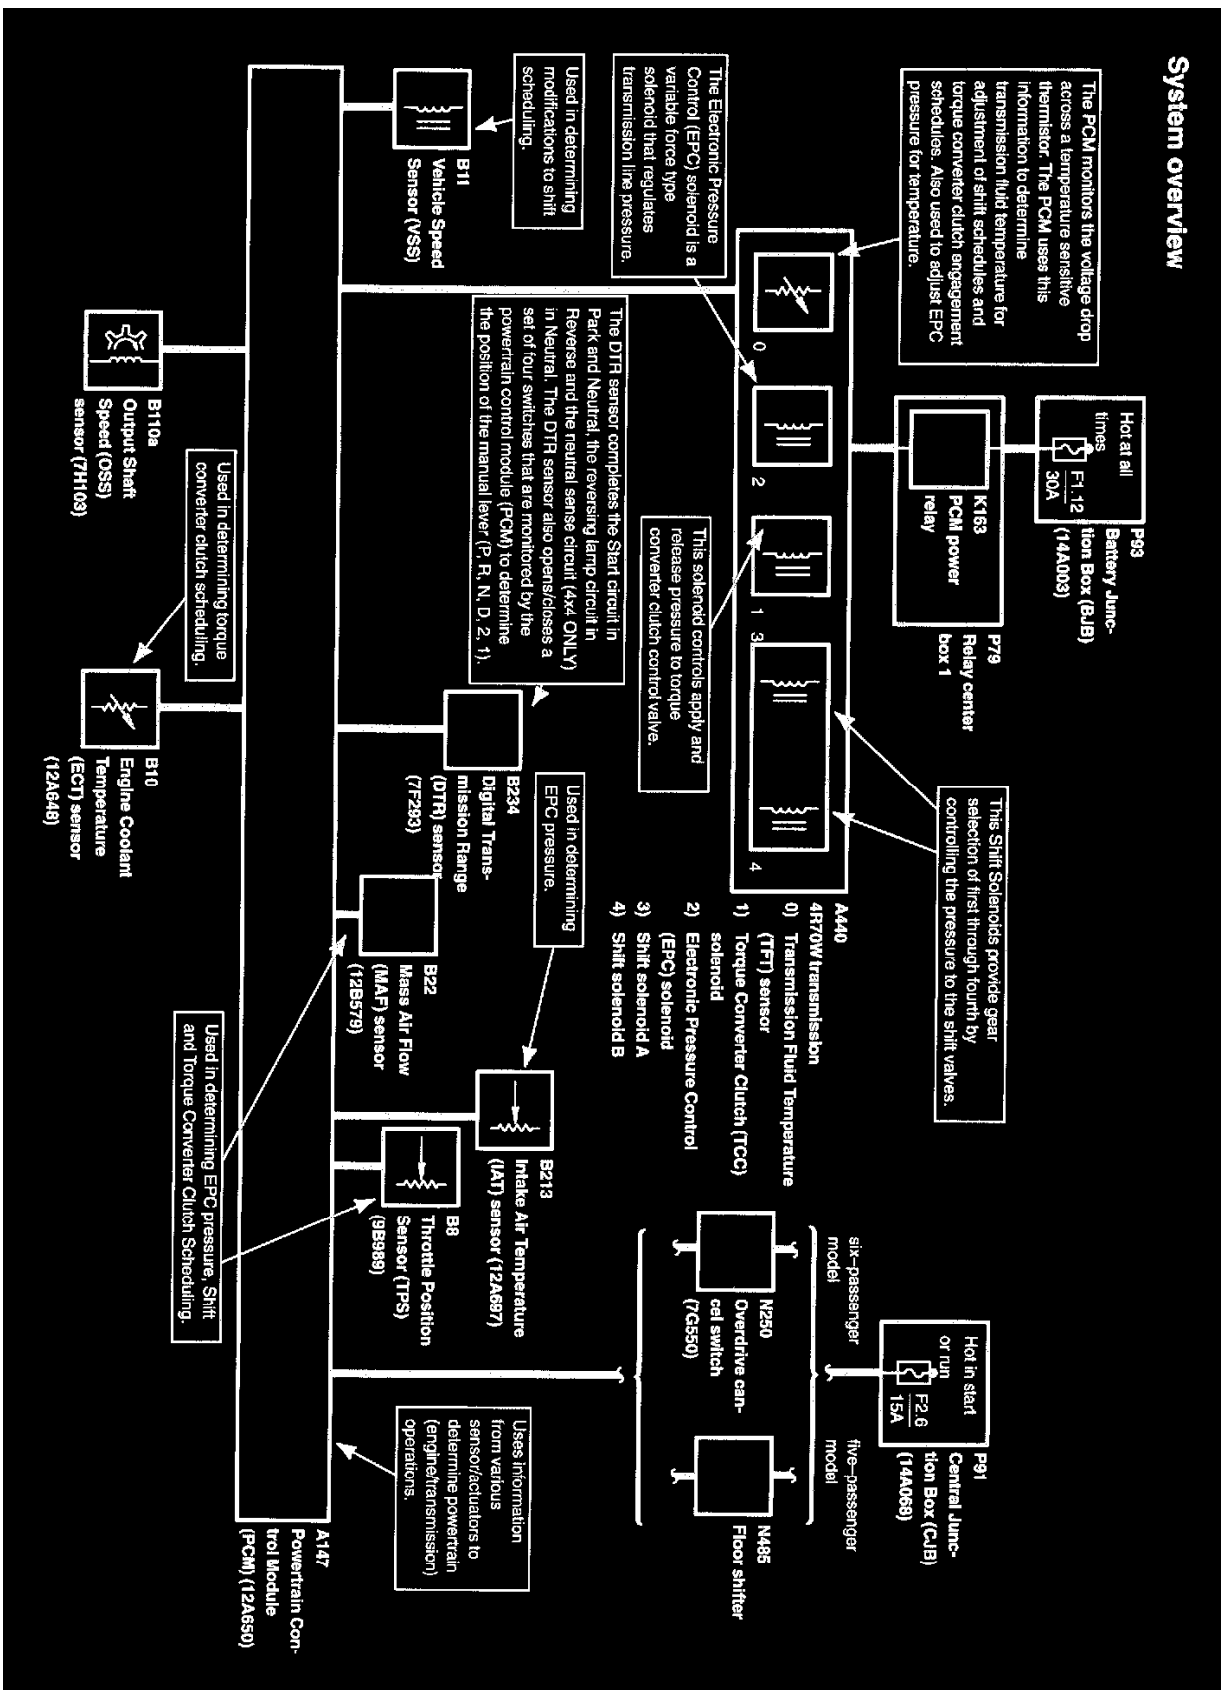 System overview
The PCM monitors the voltage drop
across a temperature sensitive
thermistor. The PCM uses this
information to determine
transmission fluid temperature for
adjustment of shift schedules and
torque converter clutch engagement
schedules. Also used to adjust EPC
pressure for temperature.
Hot at all
times
F1.12
30A
P93
Battery Junc-
tion Box (BJB)
(14A003)
K163
PCM power
relay
P79
Relay center
box 1
This Shift Solenoids provide gear
selection of first through fourth by
controlling the pressure to the shift valves.
Hot in start
or run
F2.6
15A
P91
Central Junc-
tion Box (CJB)
(14A068)
The Electronic Pressure
Control (EPC) solenoid is a
variable force type
solenoid that regulates
transmission line pressure.
0
2
1
3
4
This solenoid controls apply and
release pressure to torque
converter clutch control valve.
A440
4R70W transmission
0) Transmission Fluid Temperature
(TFT) sensor
1) Torque Converter Clutch (TCC)
solenoid
2) Electronic Pressure Control
(EPC) solenoid
3) Shift solenoid A
4) Shift solenoid B
six–passenger
model
five–passenger
model
N250
Overdrive can-
cel switch
(7G550)
N485
Floor shifter
Used in determining
modifications to shift
scheduling.
B11
Vehicle Speed
Sensor (VSS)
The DTR sensor completes the Start circuit in
Park and Neutral, the reversing lamp circuit in
Reverse and the neutral sense circuit (4x4 ONLY)
in Neutral. The DTR sensor also opens/closes a
set of four switches that are monitored by the
powertrain control module (PCM) to determine
the position of the manual lever (P, R, N, D, 2, 1).
B234
Digital Trans-
mission Range
(DTR) sensor
(7F293)
Used in determining
EPC pressure.
B22
Mass Air Flow
(MAF) sensor
(12B579)
B213
Intake Air Temperature
(IAT) sensor (12A697)
B8
Throttle Position
Sensor (TPS)
(9B989)
Uses information
from various
sensor/actuators to
determine powertrain
(engine/transmission)
operations.
A147
Powertrain Con-
trol Module
(PCM) (12A650)
B110a
Output Shaft
Speed (OSS)
sensor (7H103)
Used in determining torque
converter clutch scheduling.
B10
Engine Coolant
Temperature
(ECT) sensor
(12A648)
Used in determining EPC pressure, Shift
and Torque Converter Clutch Scheduling.